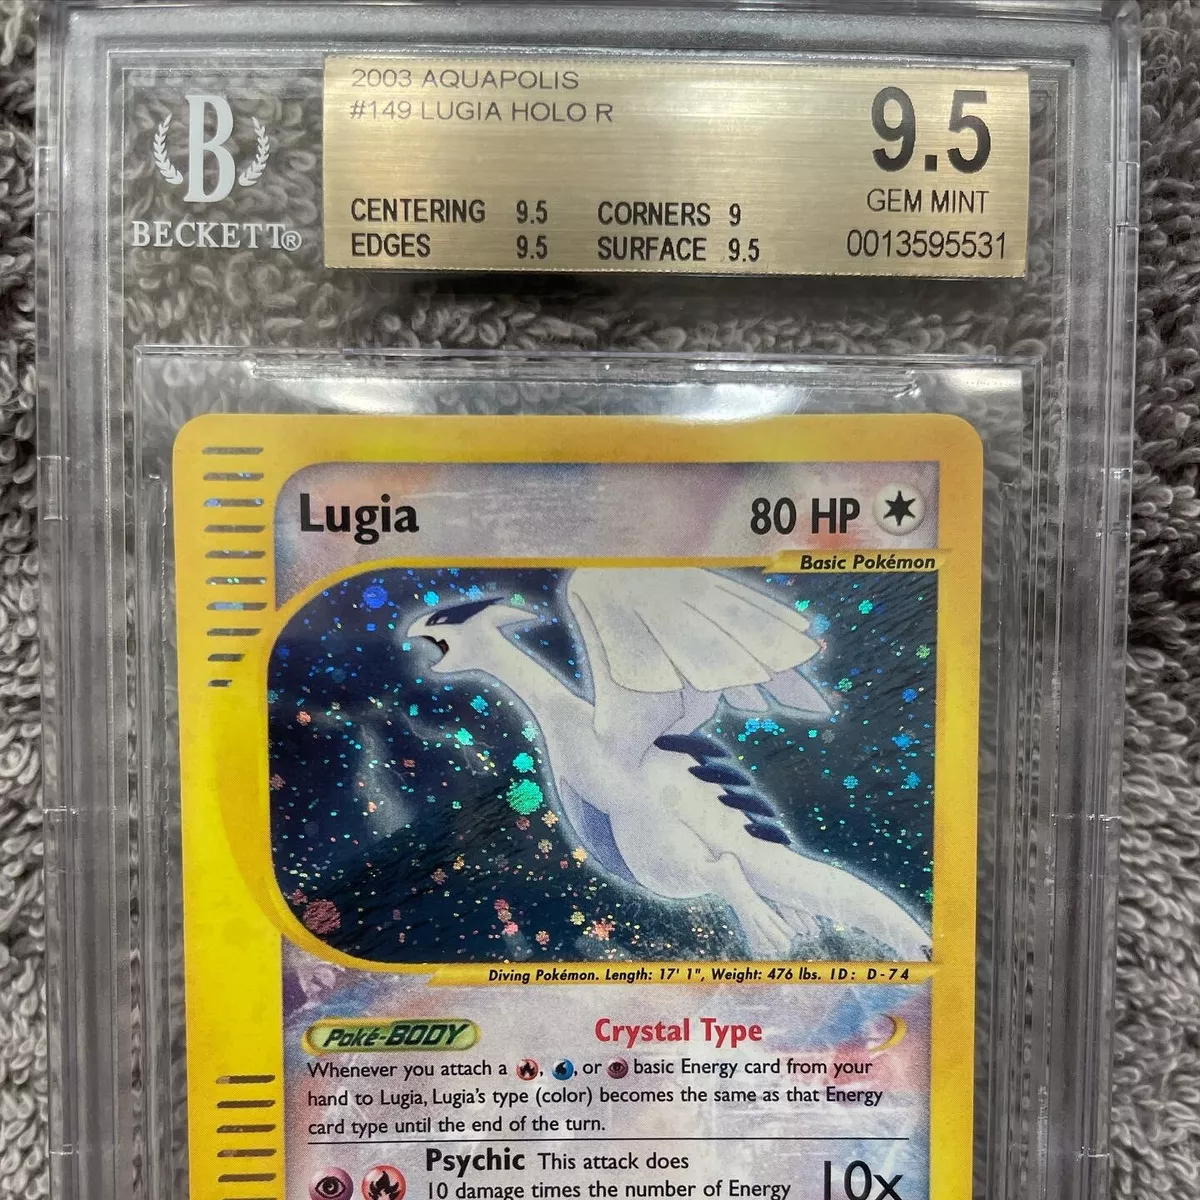 B
BECKETT®
2003 AQUAPOLIS
#149 LUGIA HOLO R
9.5
GEM MINT
CENTERING 9.5 CORNERS 9
EDGES 9.5 SURFACE 9.5
0013595531
Lugia
80 HP
Basic Pokémon
Diving Pokémon. Length: 17' 1", Weight: 476 lbs. ID: D-74
Poké-BODY
Crystal Type
Whenever you attach a , , or basic Energy card from your
hand to Lugia, Lugia's type (color) becomes the same as that Energy
card type until the end of the turn.
Psychic This attack does
10 damage times the number of Energy
10x